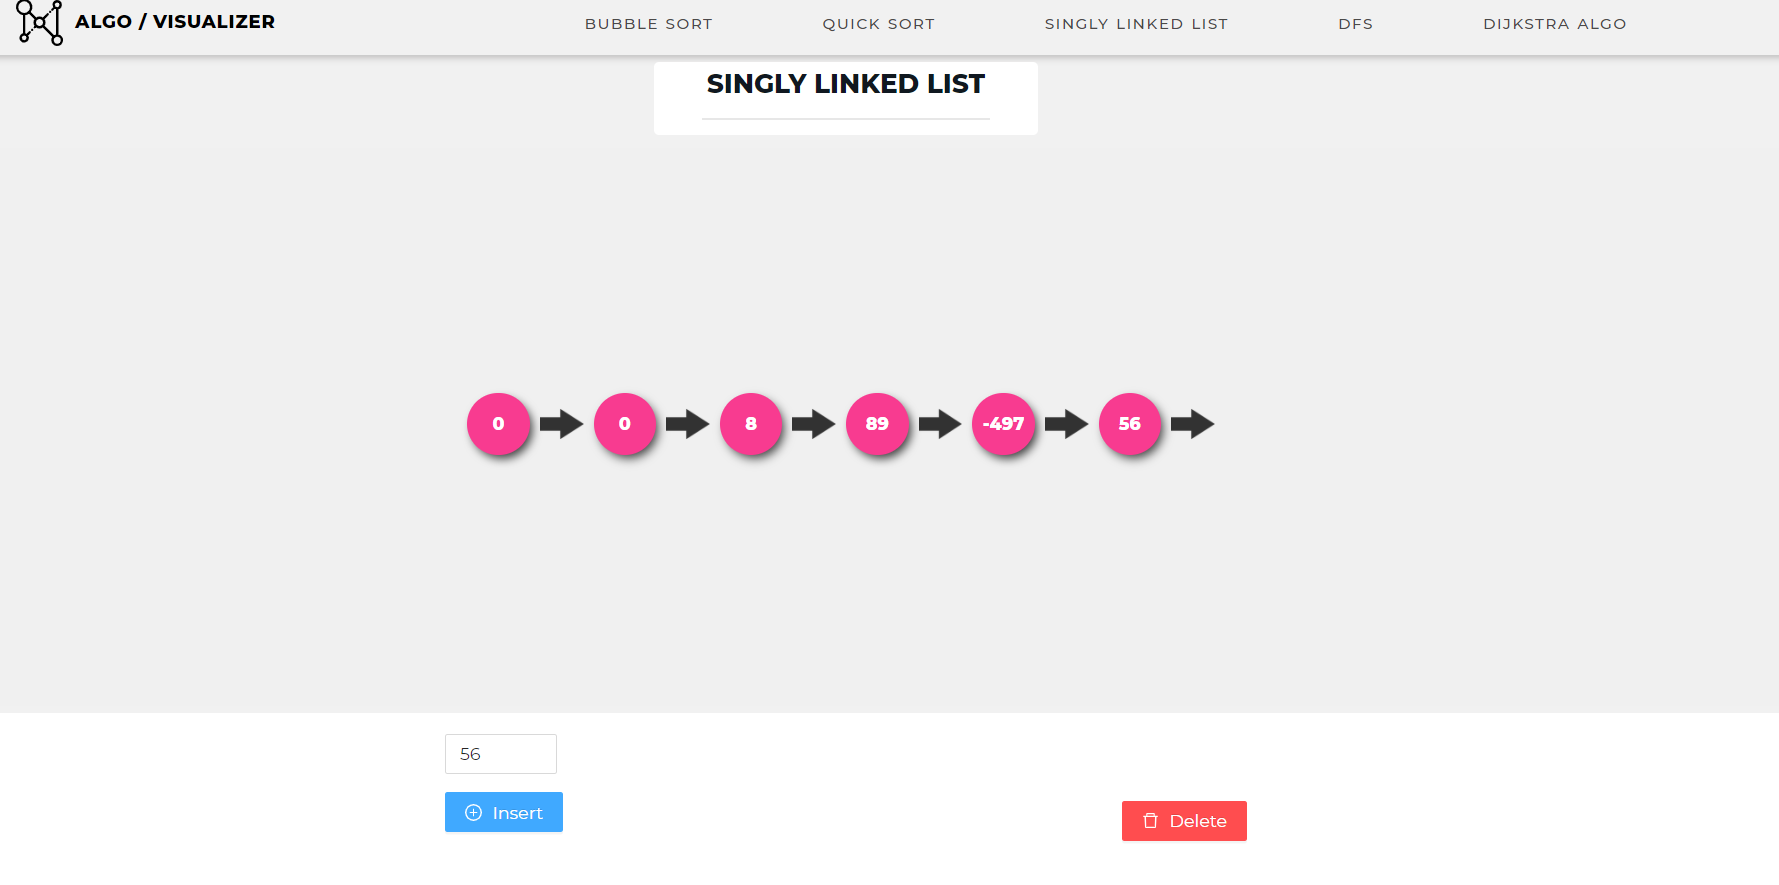 ALGO / VISUALIZER
BUBBLE SORT
QUICK SORT
SINGLY LINKED LIST
DFS
DIJKSTRA ALGO
SINGLY LINKED LIST
0
0
8
89
-497
56
56
Insert
Delete